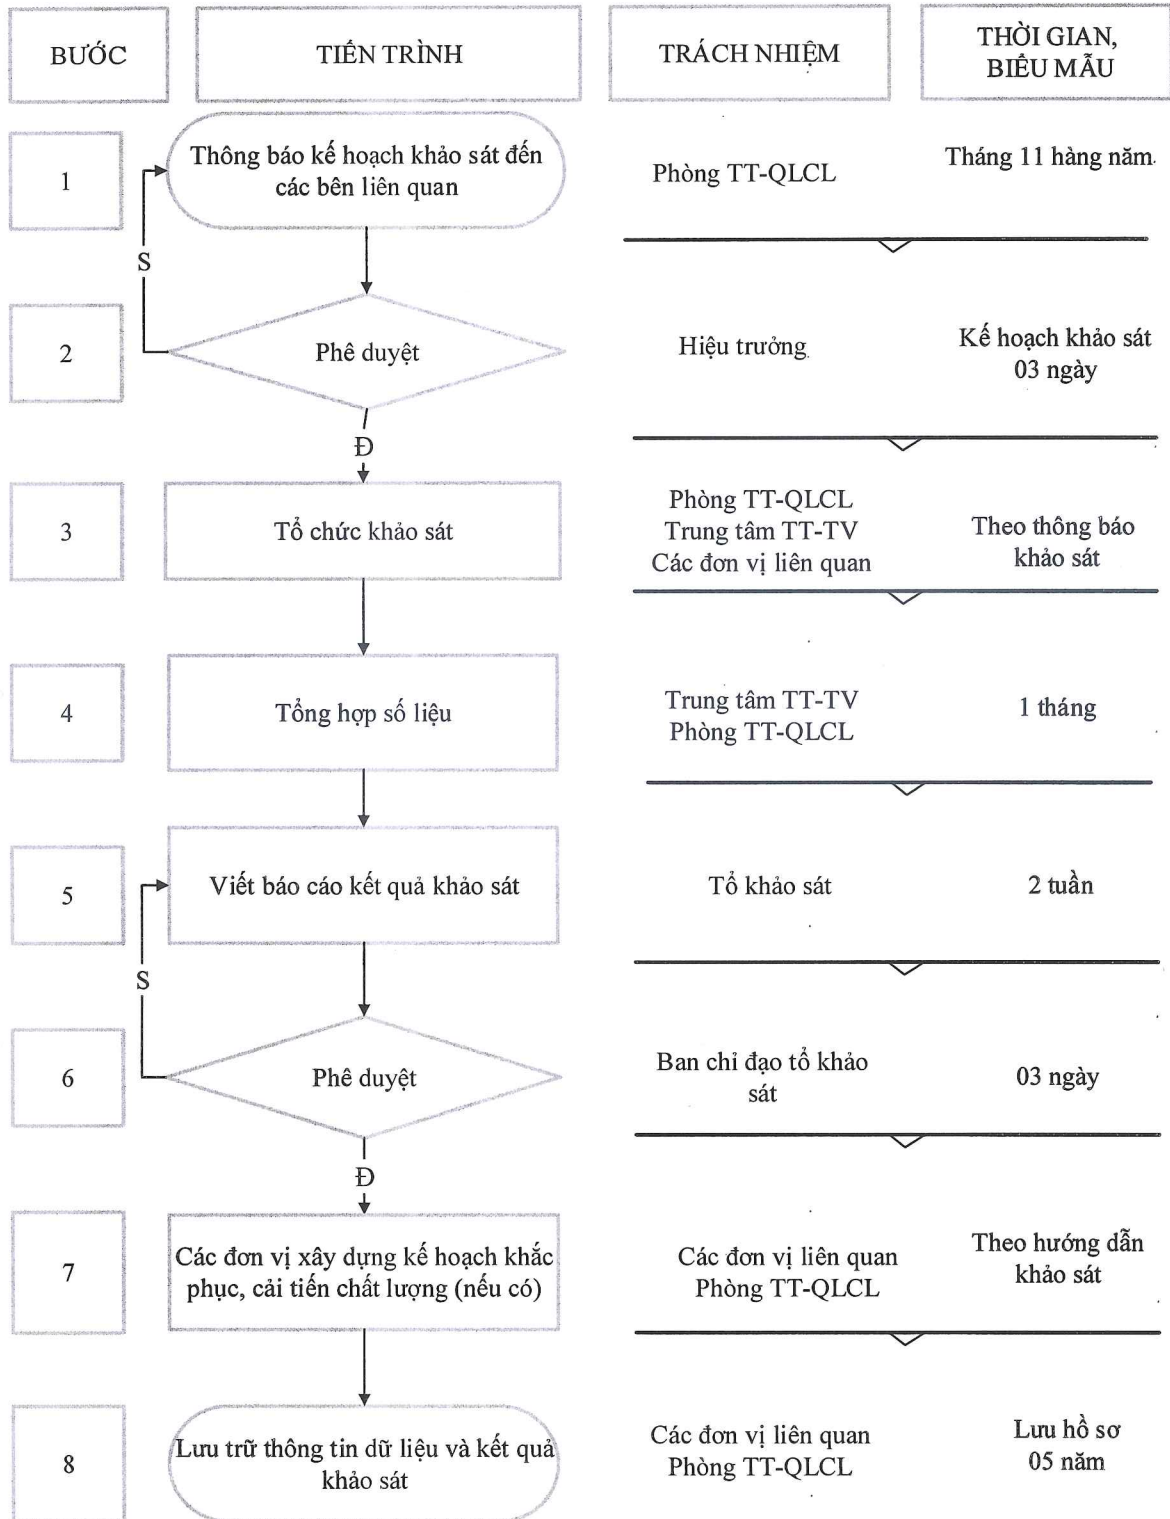 BƯỚC
TIẾN TRÌNH
TRÁCH NHIỆM
THỜI GIAN,
BIỂU MẪU
1
Thông báo kế hoạch khảo sát đến
các bên liên quan
Phòng TT-QLCL
Tháng 11 hàng năm
S
2
Phê duyệt
Hiệu trưởng
Kế hoạch khảo sát
03 ngày
Đ
3
Tổ chức khảo sát
Phòng TT-QLCL
Trung tâm TT-TV
Các đơn vị liên quan
Theo thông báo
khảo sát
4
Tổng hợp số liệu
Trung tâm TT-TV
Phòng TT-QLCL
1 tháng
5
Viết báo cáo kết quả khảo sát
Tổ khảo sát
2 tuần
S
6
Phê duyệt
Ban chỉ đạo tổ khảo
sát
03 ngày
Đ
7
Các đơn vị xây dựng kế hoạch khắc
phục, cải tiến chất lượng (nếu có)
Các đơn vị liên quan
Phòng TT-QLCL
Theo hướng dẫn
khảo sát
8
Lưu trữ thông tin dữ liệu và kết quả
khảo sát
Các đơn vị liên quan
Phòng TT-QLCL
Lưu hồ sơ
05 năm